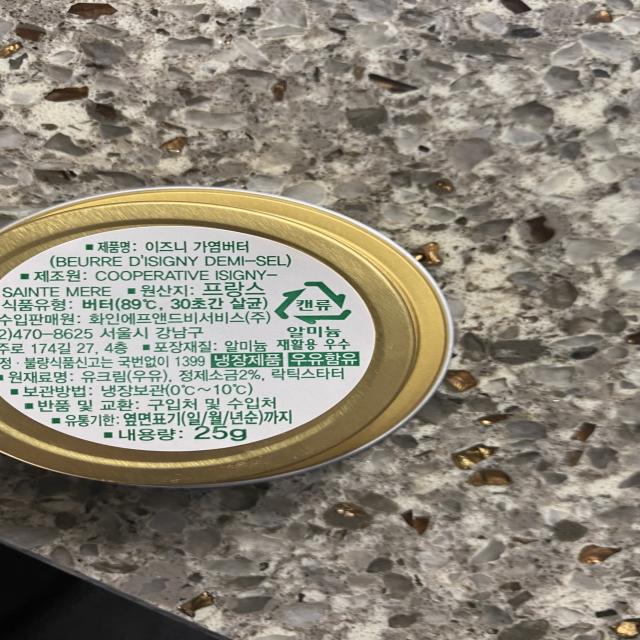 ■ 제품명: 이즈니 가염버터
(BEURRE D'ISIGNY DEMI-SEL)
■ 제조원: COOPERATIVE ISIGNY-
SAINTE MERE ■ 원산지: 프랑스
식품유형: 버터(89℃, 30초간 살균)
수입판매원: 화인에프앤드비서비스(주)
2)470-8625 서울시 강남구
주로 174길 27, 4층 ■ 포장재질: 알미늄
정·불량식품신고는 국번없이 1399 냉장제품 우유함유
■ 원재료명: 유크림(우유), 정제소금2%, 락틱스타터
■ 보관방법: 냉장보관(0℃~10℃)
■ 반품 및 교환: 구입처 및 수입처
■ 유통기한: 옆면표기(일/월/년순)까지
■ 내용량: 25g
캔류
알미늄
재활용 우수